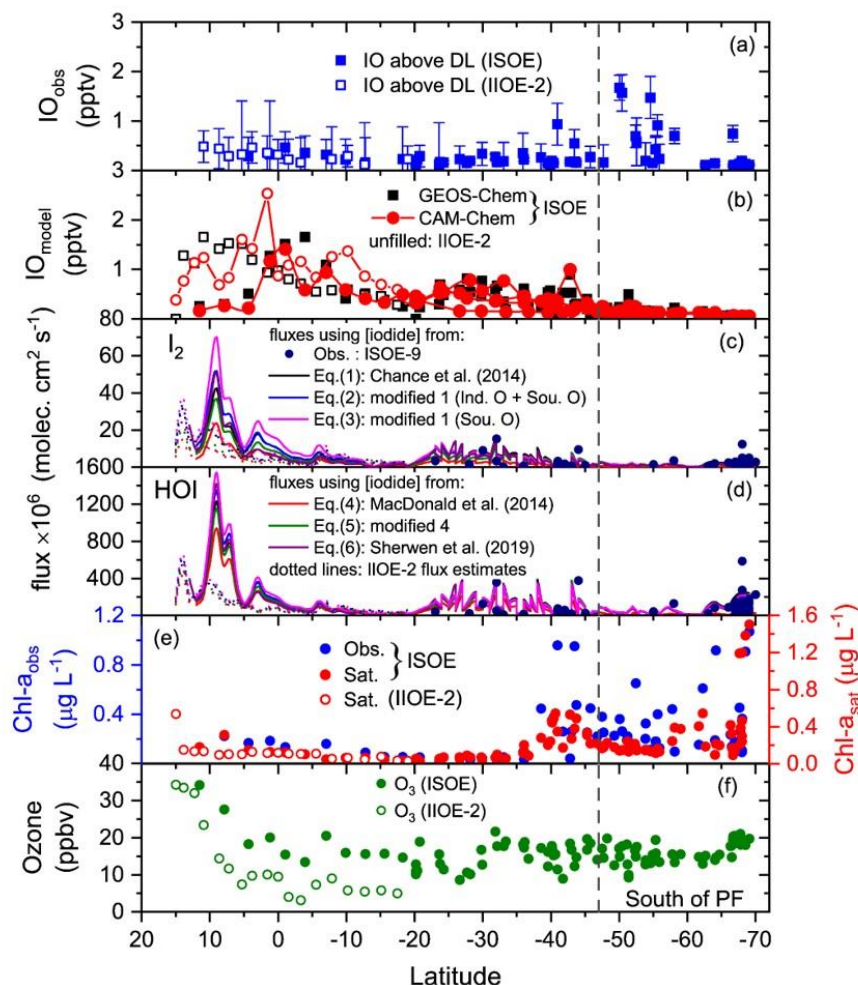 (a)
IO above DL (ISOE)
IO above DL (IIOE-2)
IOobs
(pptv)
3
2
1
3
(b)
GEOS-Chem
CAM-Chem
} ISOE
unfilled: IIOE-2
IOmodel
(pptv)
2
1
80
(c)
I2
fluxes using [iodide] from:
Obs. : ISOE-9
Eq.(1): Chance et al. (2014)
Eq.(2): modified 1 (Ind. O + Sou. O)
Eq.(3): modified 1 (Sou. O)
60
40
20
1600
(d)
HOI
fluxes using [iodide] from:
Eq.(4): MacDonald et al. (2014)
Eq.(5): modified 4
Eq.(6): Sherwen et al. (2019)
dotted lines: IIOE-2 flux estimates
flux ×10⁶ (molec. cm² s⁻¹)
1200
800
400
1.2
1.6
(e)
Obs.
Sat.
} ISOE
Sat. (IIOE-2)
Chl-aobs
(µg L⁻¹)
0.8
0.4
40
1.2
0.8
0.4
0.0
Chl-asat (µg L⁻¹)
(f)
O3 (ISOE)
O3 (IIOE-2)
Ozone
(ppbv)
30
20
10
0
South of PF
20 10 0 -10 -20 -30 -40 -50 -60 -70
Latitude